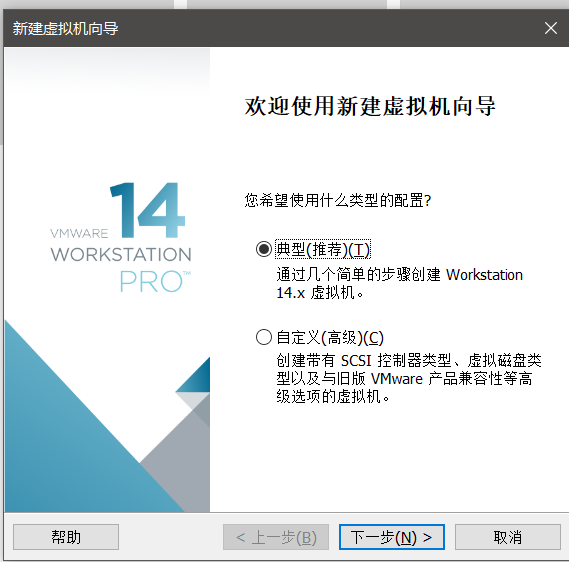 新建虚拟机向导
欢迎使用新建虚拟机向导
14
VMWARE
WORKSTATION
PRO™
您希望使用什么类型的配置?
典型(推荐)(T)
通过几个简单的步骤创建 Workstation
14.x 虚拟机。
自定义(高级)(C)
创建带有 SCSI 控制器类型、虚拟磁盘类
型以及与旧版 VMware 产品兼容性等高
级选项的虚拟机。
帮助
< 上一步(B)
下一步(N) >
取消